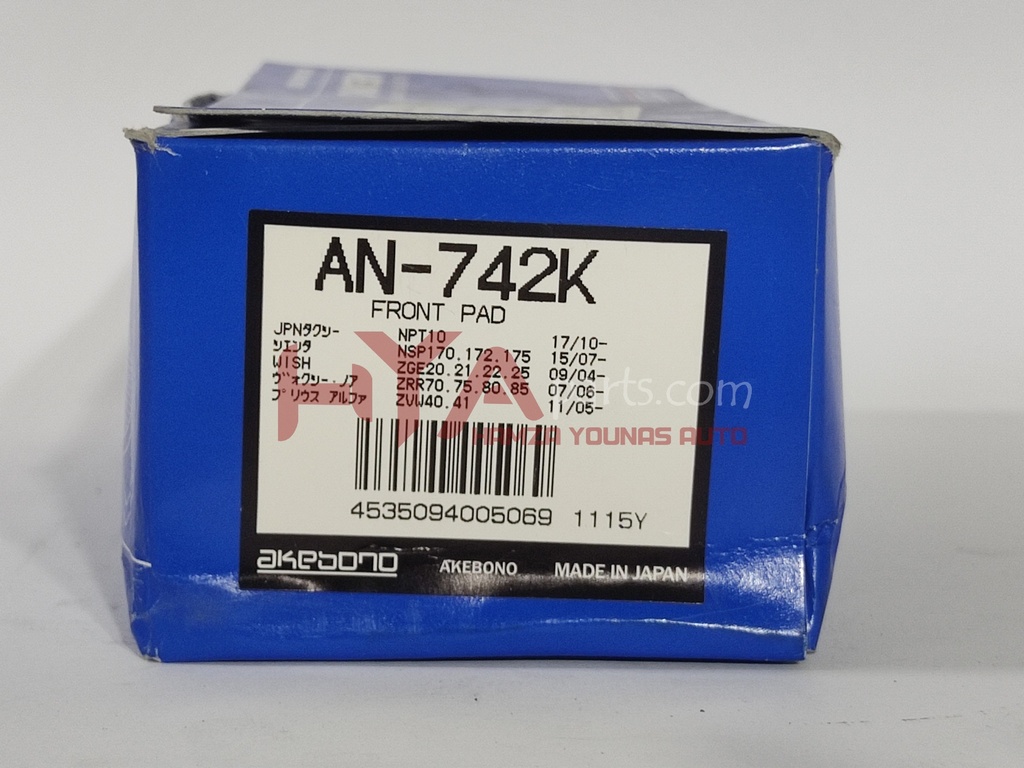 AN-742K
FRONT PAD
JPNタクシー NPT10 17/10-
シエンタ NSP170.172.175 15/07-
WISH ZGE20.21.22.25 09/04-
ヴォクシー.ノア ZRR70.75.80.85 07/06-
プリウス アルファ ZVW40.41 11/05-
HYAParts.com
HAMZA YOUNAS AUTO
4535094005069 1115Y
akebono AKEBONO MADE IN JAPAN